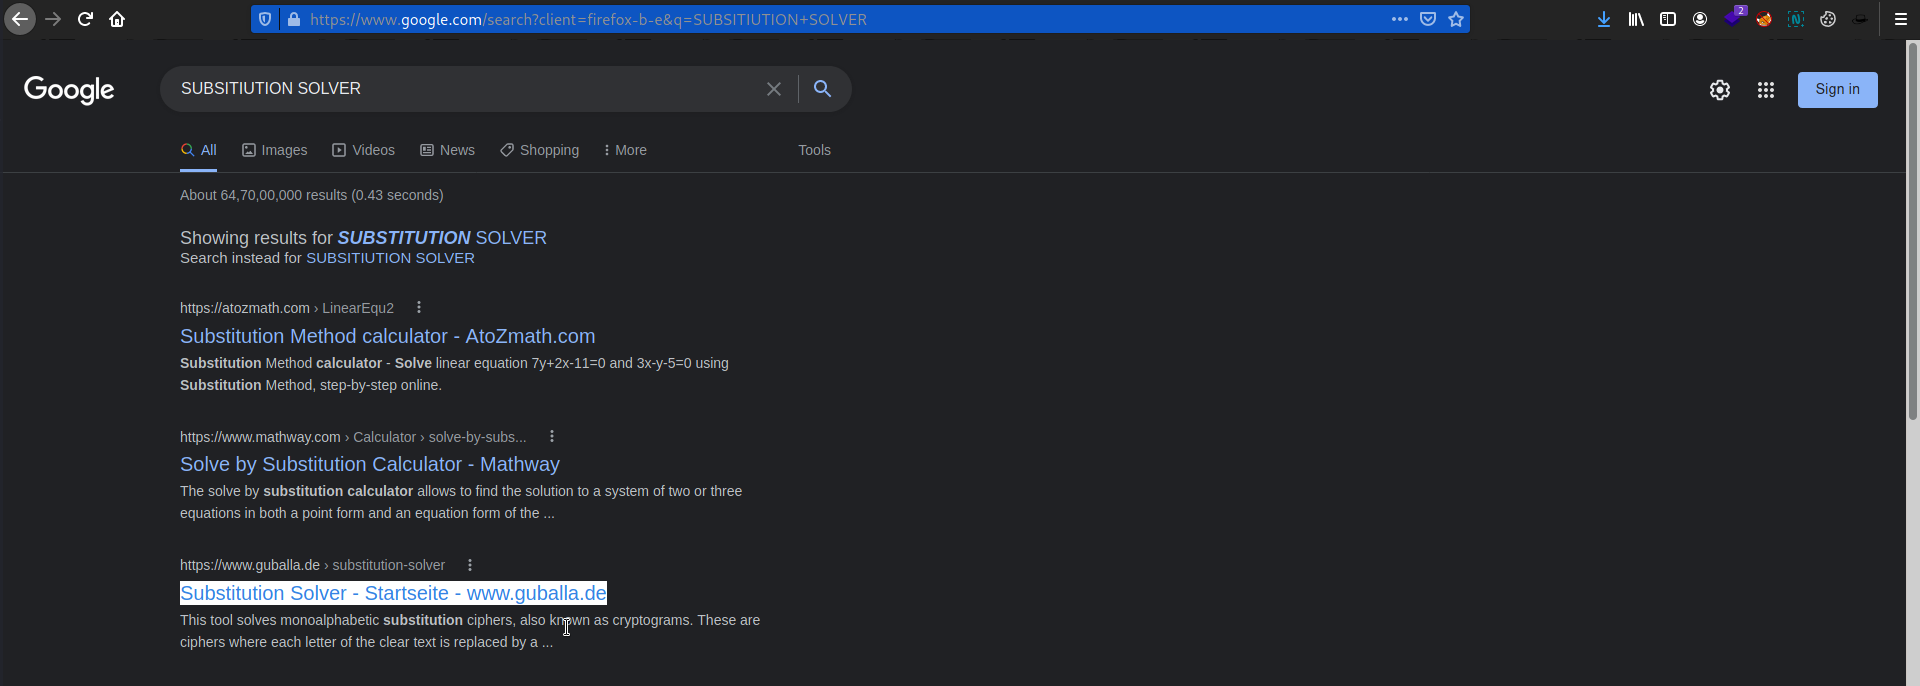 https://www.google.com/search?client=firefox-b-e&q=SUBSITIUTION+SOLVER
2
Google
SUBSITIUTION SOLVER
Sign in
All Images Videos News Shopping More Tools
About 64,70,00,000 results (0.43 seconds)
Showing results for SUBSTITUTION SOLVER
Search instead for SUBSITIUTION SOLVER
https://atozmath.com › LinearEqu2
Substitution Method calculator - AtoZmath.com
Substitution Method calculator - Solve linear equation 7y+2x-11=0 and 3x-y-5=0 using
Substitution Method, step-by-step online.
https://www.mathway.com › Calculator › solve-by-subs...
Solve by Substitution Calculator - Mathway
The solve by substitution calculator allows to find the solution to a system of two or three
equations in both a point form and an equation form of the ...
https://www.guballa.de › substitution-solver
Substitution Solver - Startseite - www.guballa.de
This tool solves monoalphabetic substitution ciphers, also known as cryptograms. These are
ciphers where each letter of the clear text is replaced by a ...